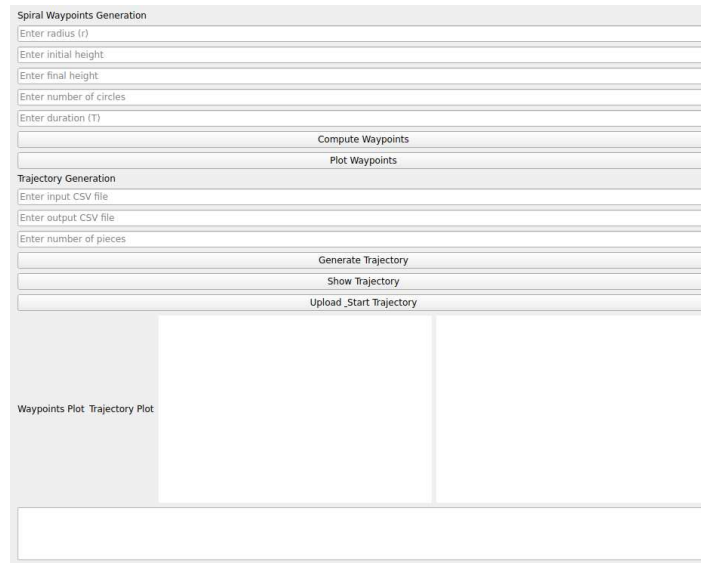 Spiral Waypoints Generation
Enter radius (r)
Enter initial height
Enter final height
Enter number of circles
Enter duration (T)
Compute Waypoints
Plot Waypoints
Trajectory Generation
Enter input CSV file
Enter output CSV file
Enter number of pieces
Generate Trajectory
Show Trajectory
Upload _Start Trajectory
Waypoints Plot Trajectory Plot